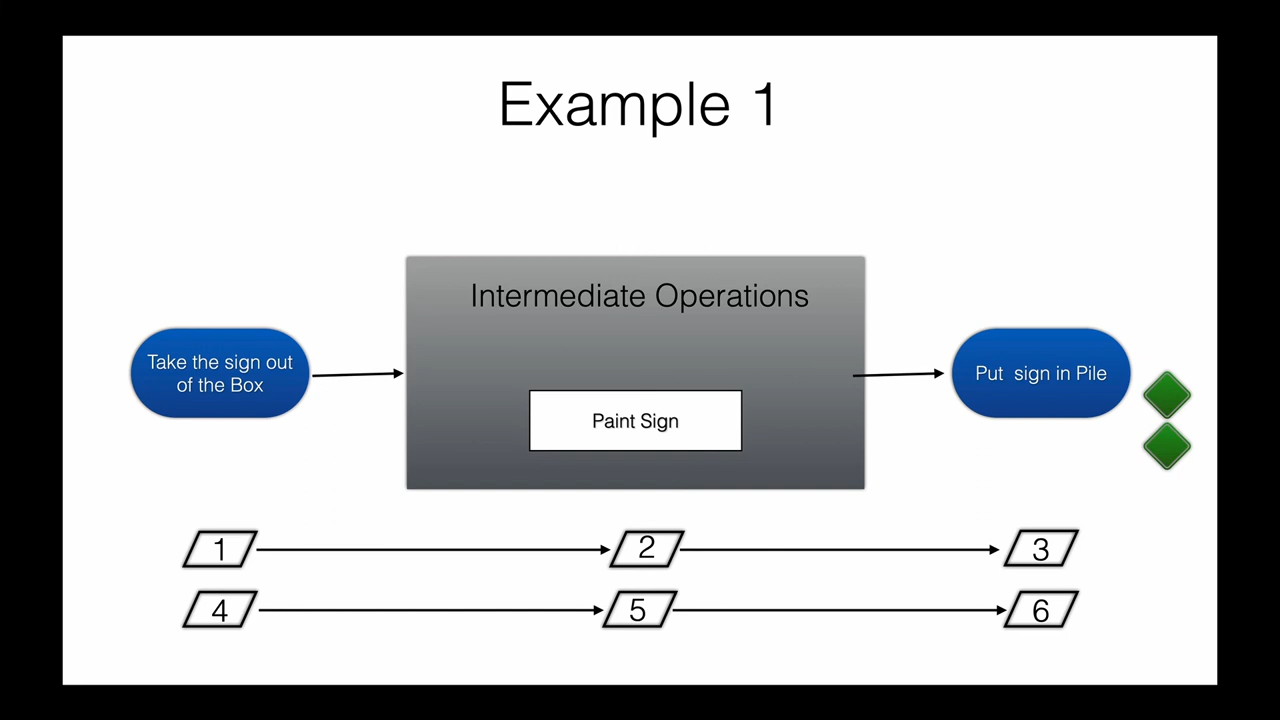 Example 1
Intermediate Operations
Take the sign out
of the Box
Paint Sign
Put sign in Pile
1 2 3
4 5 6